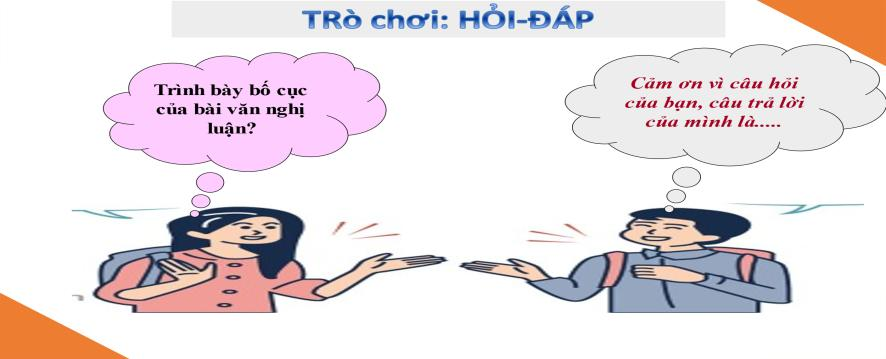 TRò chơi: HỎI-ĐÁP
Trình bày bố cục
của bài văn nghị
luận?
Cảm ơn vì câu hỏi
của bạn, câu trả lời
của mình là.....